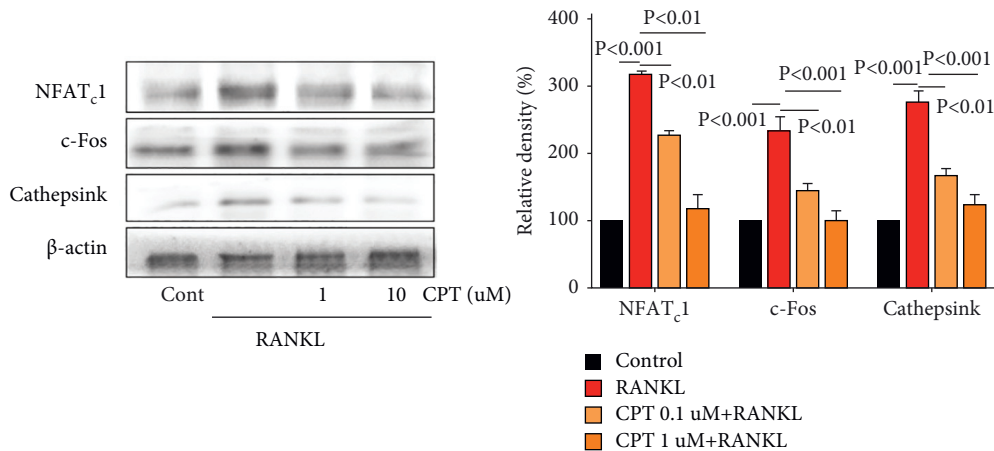 NFATc1
c-Fos
Cathepsink
β-actin
Cont 1 10 CPT (uM)
RANKL
Relative density (%)
400
300
200
100
0
P<0.01
P<0.001
P<0.01
P<0.001
P<0.001
P<0.01
P<0.001
P<0.001
P<0.01
NFATc1 c-Fos Cathepsink
Control
RANKL
CPT 0.1 uM+RANKL
CPT 1 uM+RANKL